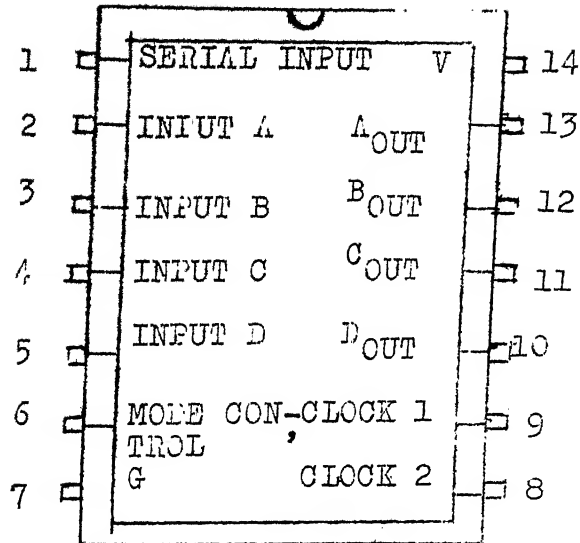 1 SERIAL INPUT V 14
2 INPUT A A OUT 13
3 INPUT B B OUT 12
4 INPUT C C OUT 11
5 INPUT D D OUT 10
6 MODE CON-CLOCK 1 9
TROL ,
7 G CLOCK 2 8